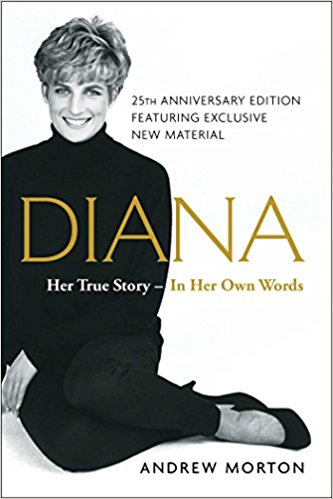 25TH ANNIVERSARY EDITION
FEATURING EXCLUSIVE
NEW MATERIAL
DIANA
Her True Story – In Her Own Words
ANDREW MORTON